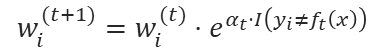 w_i^{(t+1)} = w_i^{(t)} · e^{α_t·I(y_i≠f_t(x))}